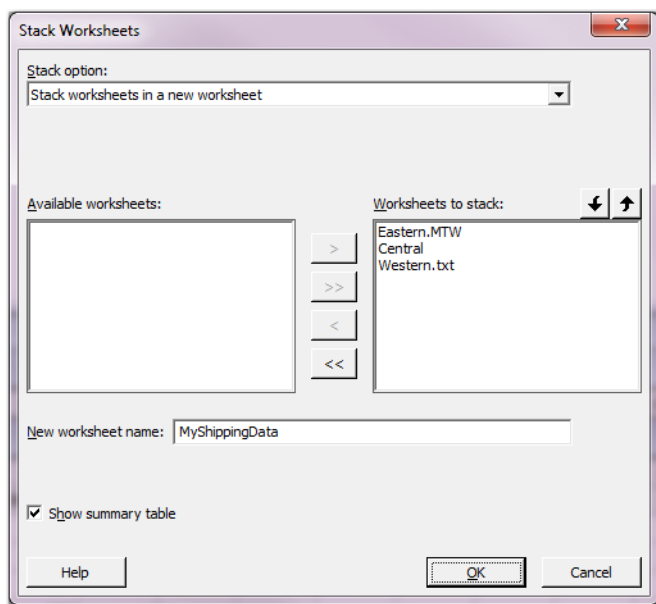 Stack Worksheets
Stack option:
Stack worksheets in a new worksheet
Available worksheets:
Worksheets to stack:
Eastern.MTW
Central
Western.txt
>
>>
<
<<
New worksheet name: MyShippingData
Show summary table
Help OK Cancel